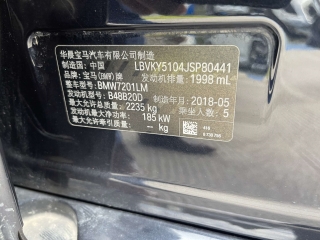 华晨宝马汽车有限公司制造
制造国：中国 LBVKY5104JSP80441
品牌：宝马(BMW)牌 发动机排量：1998 mL
整车型号：BMW7201LM
最大允许总质量：2235 kg 制造年月：2018-05
发动机型号：B48B20D 乘坐人数：5
发动机最大净功率：185 kW
最大允许牵引质量：-- kg